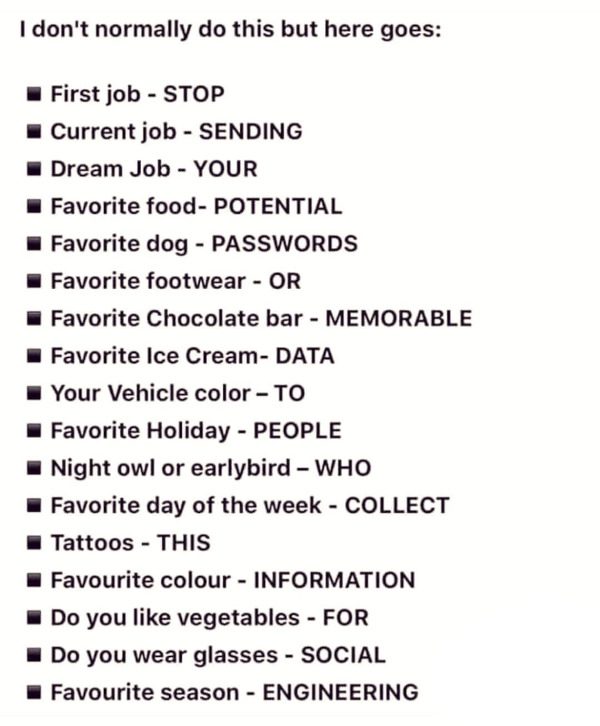 I don't normally do this but here goes:
▪ First job - STOP
▪ Current job - SENDING
▪ Dream Job - YOUR
▪ Favorite food- POTENTIAL
▪ Favorite dog - PASSWORDS
▪ Favorite footwear - OR
▪ Favorite Chocolate bar - MEMORABLE
▪ Favorite Ice Cream- DATA
▪ Your Vehicle color – TO
▪ Favorite Holiday - PEOPLE
▪ Night owl or earlybird – WHO
▪ Favorite day of the week - COLLECT
▪ Tattoos - THIS
▪ Favourite colour - INFORMATION
▪ Do you like vegetables - FOR
▪ Do you wear glasses - SOCIAL
▪ Favourite season - ENGINEERING